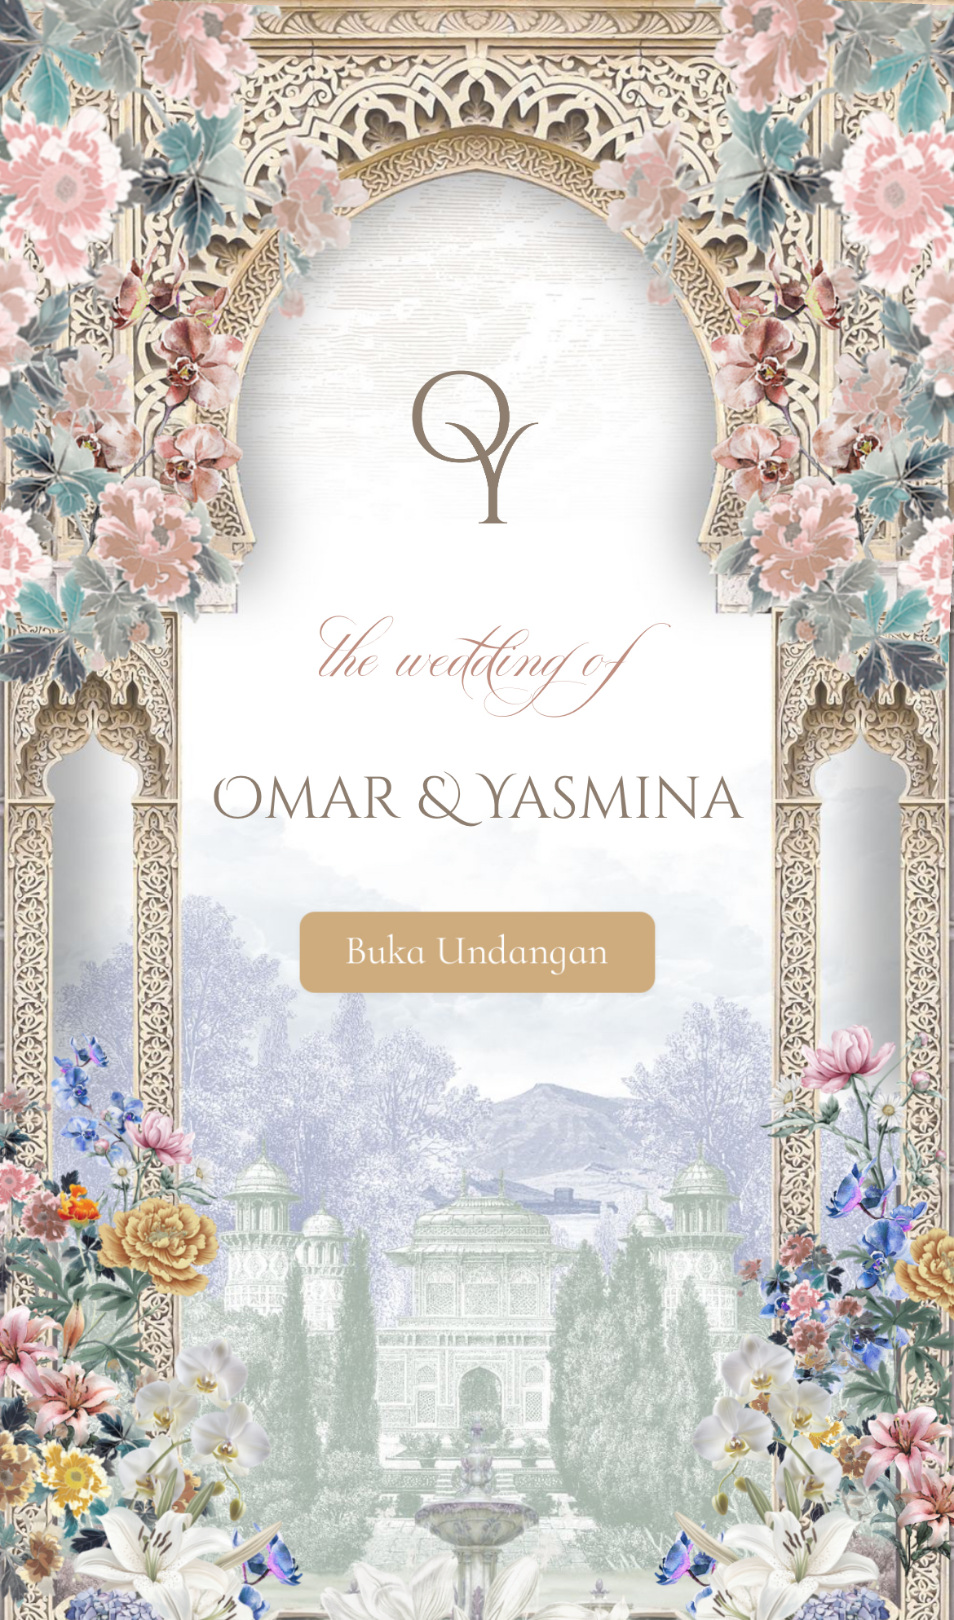 OY
the wedding of
OMAR & YASMINA
Buka Undangan